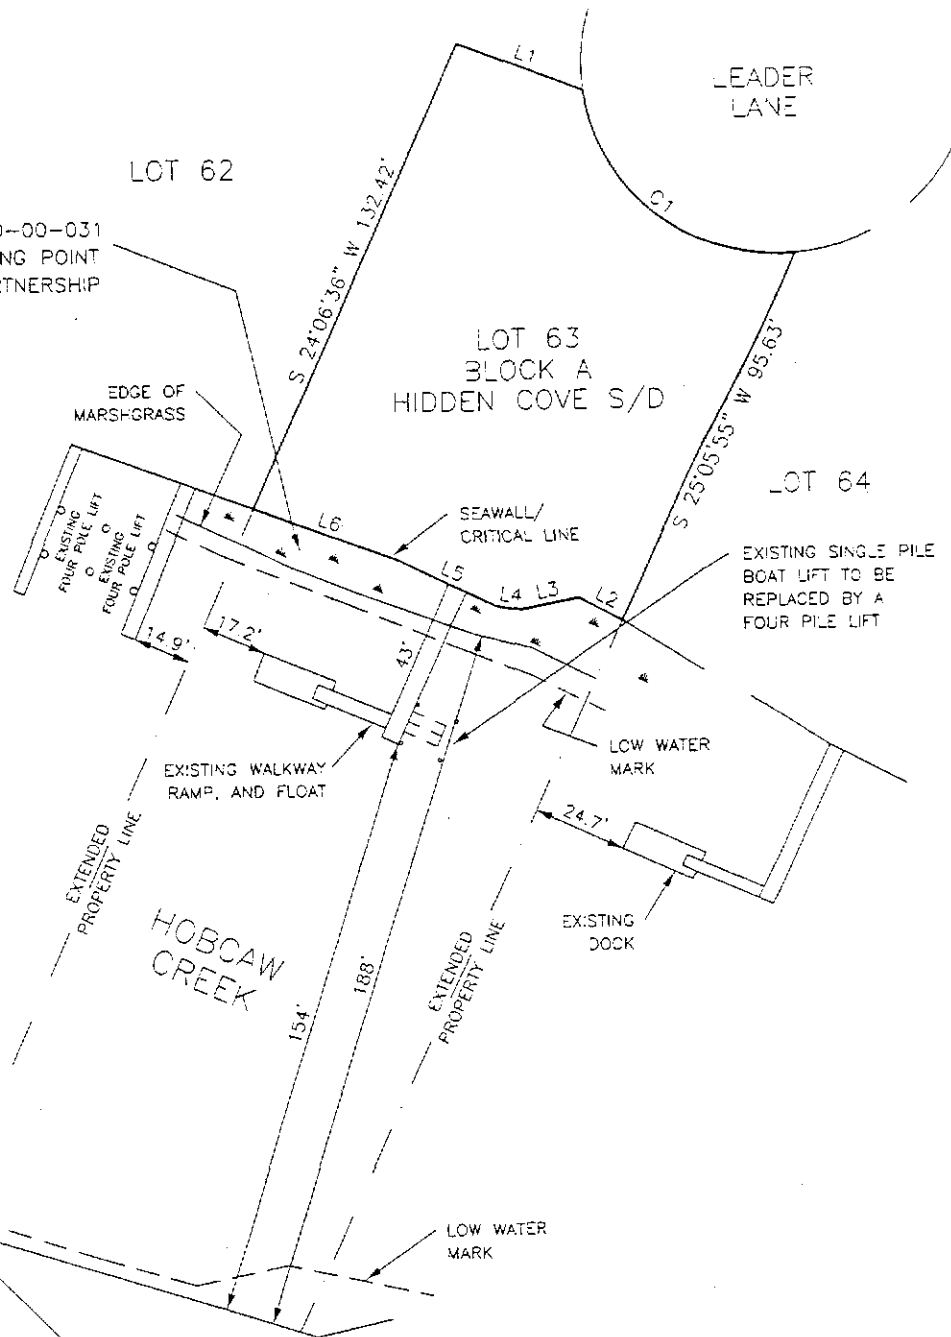 L1
LEADER
LANE
LOT 62
C1
S 24°06'36" W 132.42'
0-00-031
NG POINT
RTNERSHIP
LOT 63
BLOCK A
HIDDEN COVE S/D
S 25°05'55" W 95.63'
EDGE OF
MARSHGRASS
LOT 64
SEAWALL/
CRITICAL LINE
L6
L5
L4
L3
L2
EXISTING
FOUR POLE LIFT
EXISTING
FOUR POLE LIFT
EXISTING SINGLE PILE
BOAT LIFT TO BE
REPLACED BY A
FOUR PILE LIFT
14.9'
17.2'
43'
LOW WATER
MARK
EXISTING WALKWAY
RAMP, AND FLOAT
24.7'
EXTENDED
PROPERTY LINE
EXISTING
DOCK
HOBCAW
CREEK
154'
188'
EXTENDED
PROPERTY LINE
LOW WATER
MARK